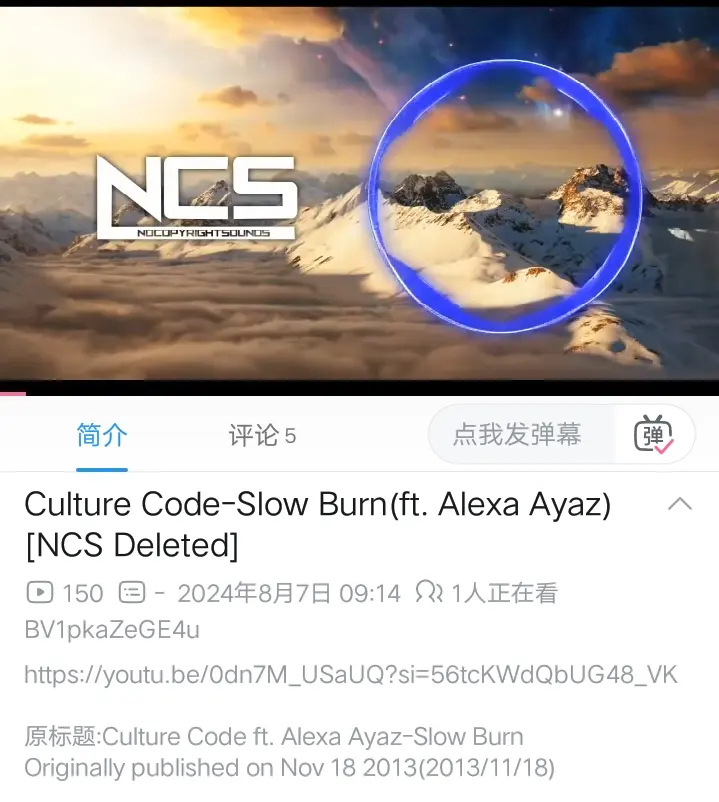 NCS
NOCOPYRIGHTSOUNDS
简介
评论 5
点我发弹幕
弹
Culture Code-Slow Burn(ft. Alexa Ayaz)
[NCS Deleted]
150 - 2024年8月7日 09:14 1人正在看
BV1pkaZeGE4u
https://youtu.be/0dn7M_USaUQ?si=56tcKWdQbUG48_VK
原标题:Culture Code ft. Alexa Ayaz-Slow Burn
Originally published on Nov 18 2013(2013/11/18)